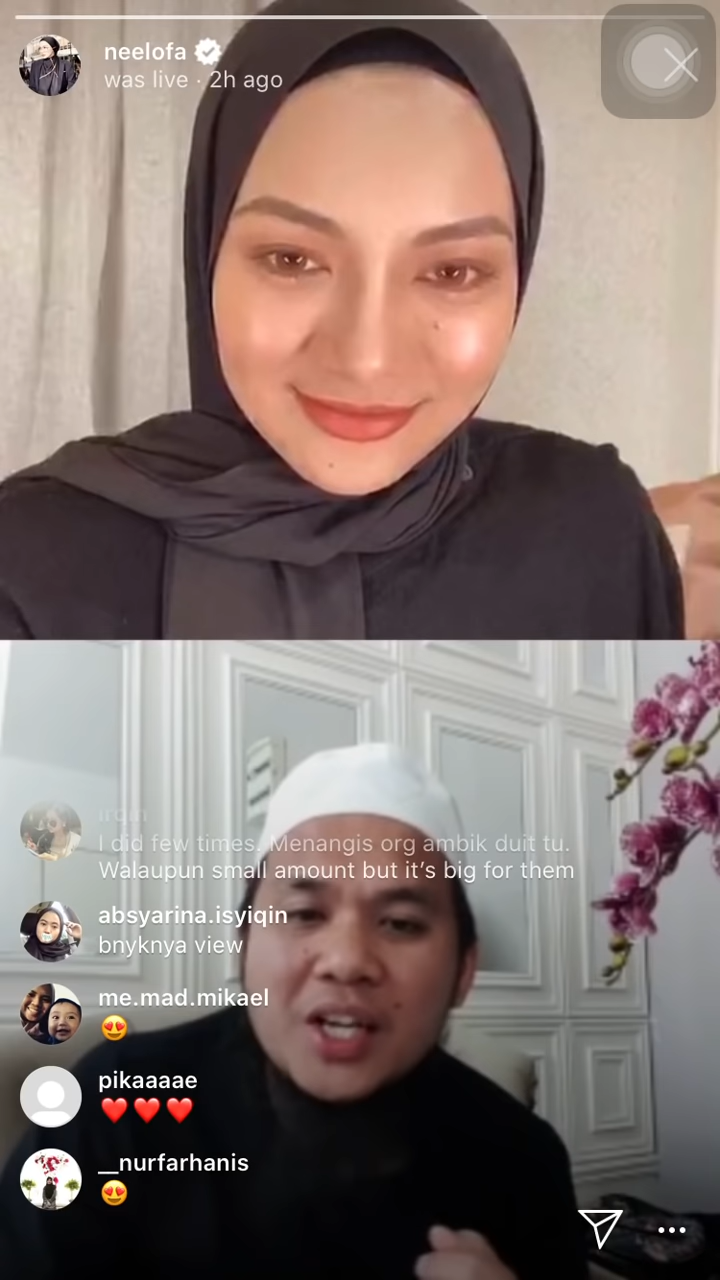 neelofa
was live · 2h ago
I did few times. Menangis org ambik duit tu.
Walaupun small amount but it’s big for them
absyarina.isyiqin
bnyknya view
me.mad.mikael
😍
pikaaaae
❤️❤️❤️
__nurfarhanis
😍